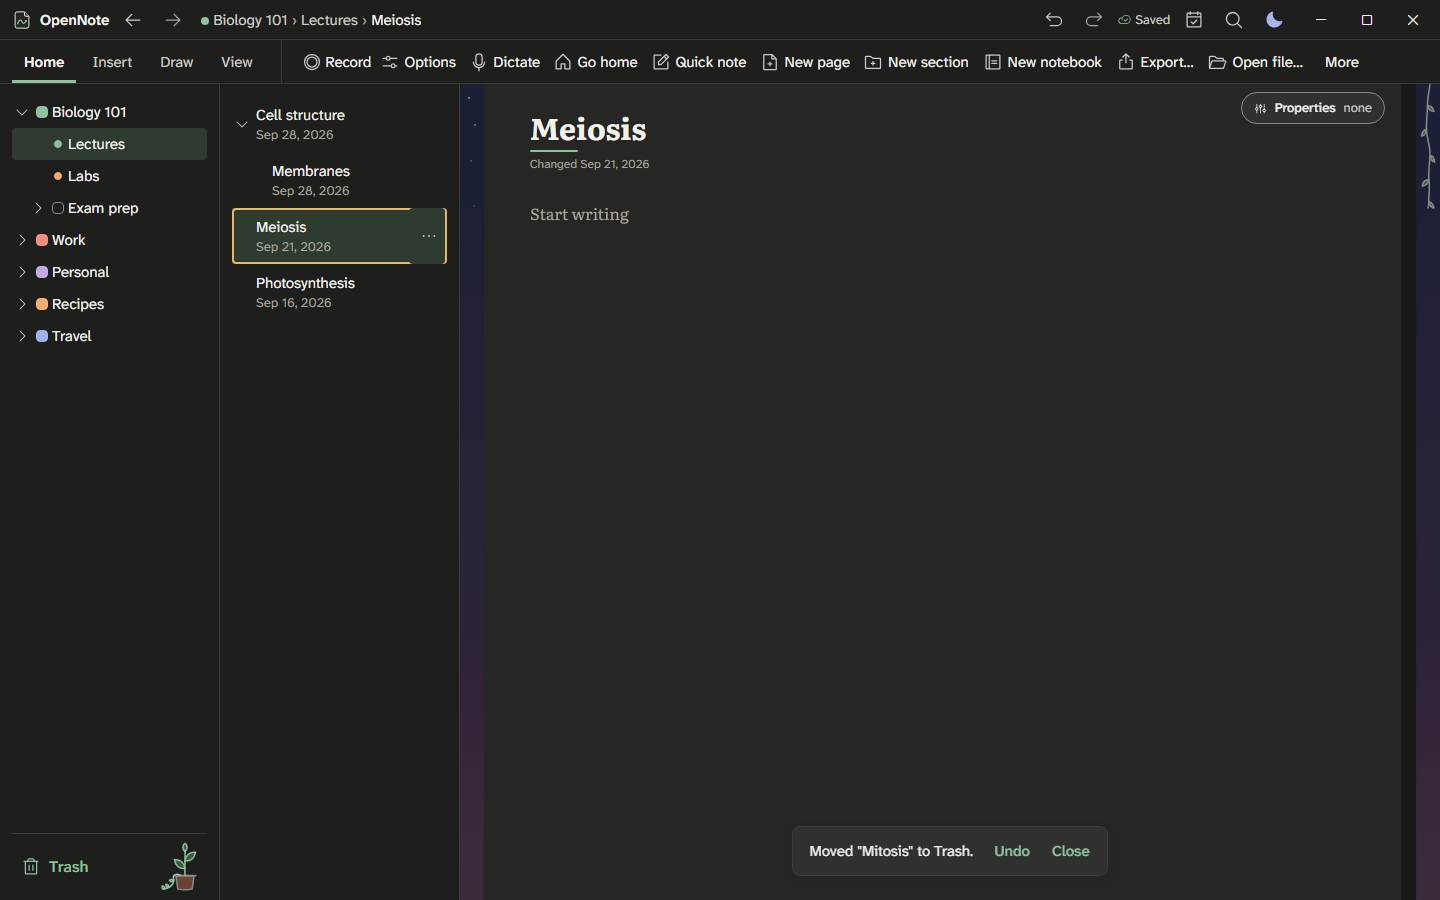 OpenNote
Biology 101 › Lectures › Meiosis
Saved
Home Insert Draw View Record Options Dictate Go home Quick note New page New section New notebook Export... Open file... More
Biology 101
Lectures
Labs
Exam prep
Work
Personal
Recipes
Travel
Trash
Cell structure
Sep 28, 2026
Membranes
Sep 28, 2026
Meiosis
Sep 21, 2026
Photosynthesis
Sep 16, 2026
Properties none
Meiosis
Changed Sep 21, 2026
Start writing
Moved "Mitosis" to Trash. Undo Close